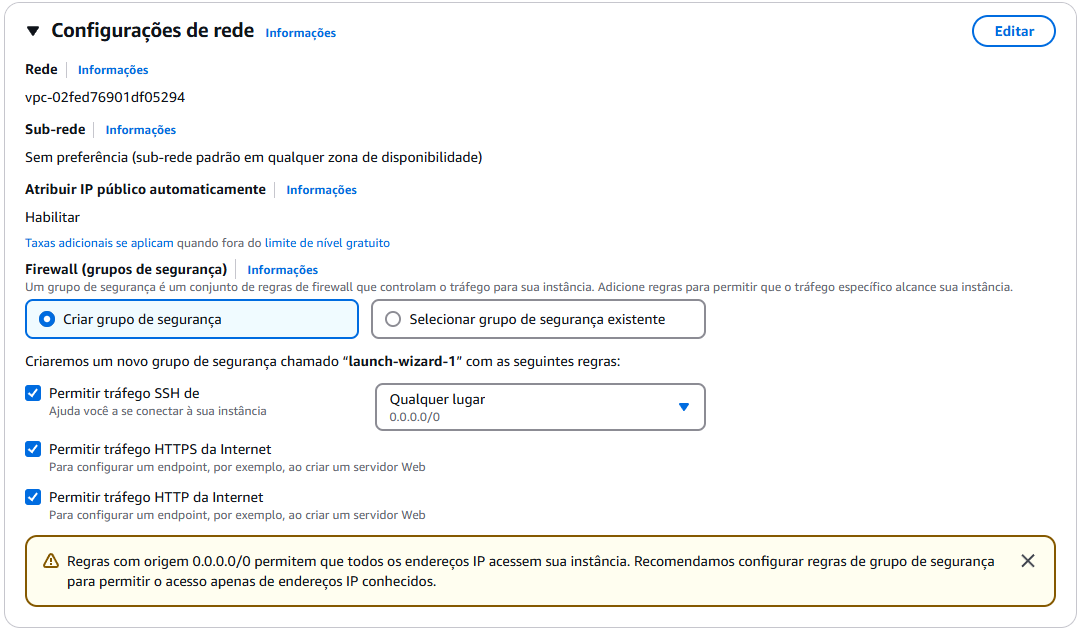 Configurações de rede Informações Editar
Rede Informações
vpc-02fed76901df05294
Sub-rede Informações
Sem preferência (sub-rede padrão em qualquer zona de disponibilidade)
Atribuir IP público automaticamente Informações
Habilitar
Taxas adicionais se aplicam quando fora do limite de nível gratuito
Firewall (grupos de segurança) Informações
Um grupo de segurança é um conjunto de regras de firewall que controlam o tráfego para sua instância. Adicione regras para permitir que o tráfego específico alcance sua instância.
Criar grupo de segurança Selecionar grupo de segurança existente
Criaremos um novo grupo de segurança chamado “launch-wizard-1” com as seguintes regras:
Permitir tráfego SSH de Qualquer lugar
Ajuda você a se conectar à sua instância 0.0.0.0/0
Permitir tráfego HTTPS da Internet
Para configurar um endpoint, por exemplo, ao criar um servidor Web
Permitir tráfego HTTP da Internet
Para configurar um endpoint, por exemplo, ao criar um servidor Web
Regras com origem 0.0.0.0/0 permitem que todos os endereços IP acessem sua instância. Recomendamos configurar regras de grupo de segurança
para permitir o acesso apenas de endereços IP conhecidos.